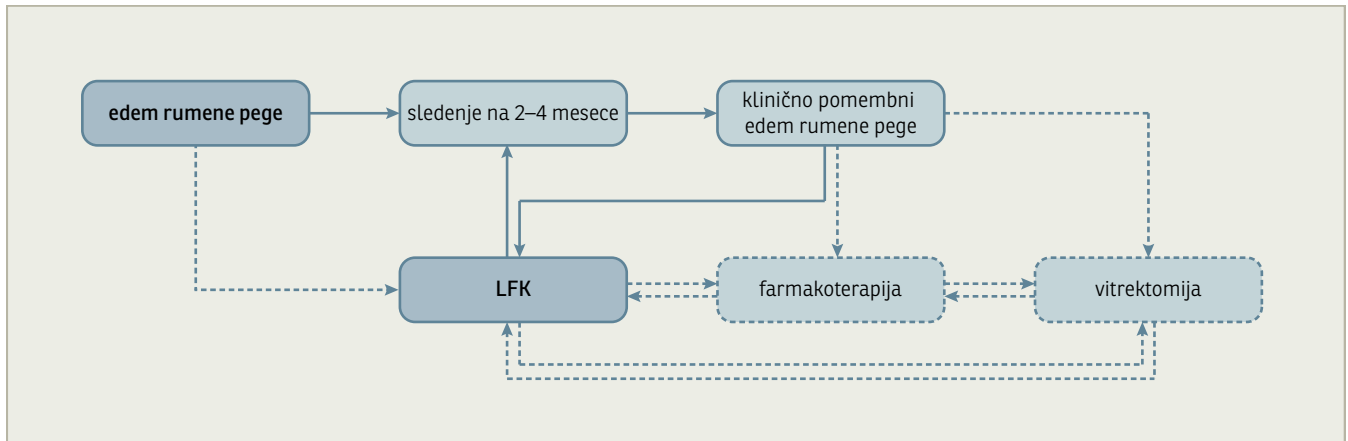 edem rumene pege
sledenje na 2–4 mesece
klinično pomembni
edem rumene pege
LFK
farmakoterapija
vitrektomija